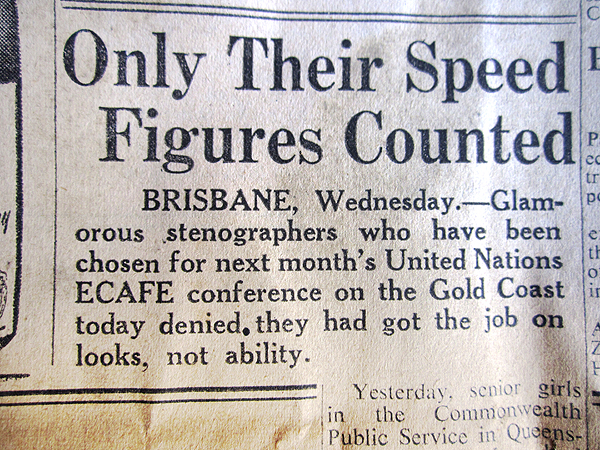 Only Their Speed
Figures Counted
BRISBANE, Wednesday.—Glam-
orous stenographers who have been
chosen for next month's United Nations
ECAFE conference on the Gold Coast
today denied they had got the job on
looks, not ability.
Yesterday, senior girls
in the Commonwealth
Public Service in Queens-